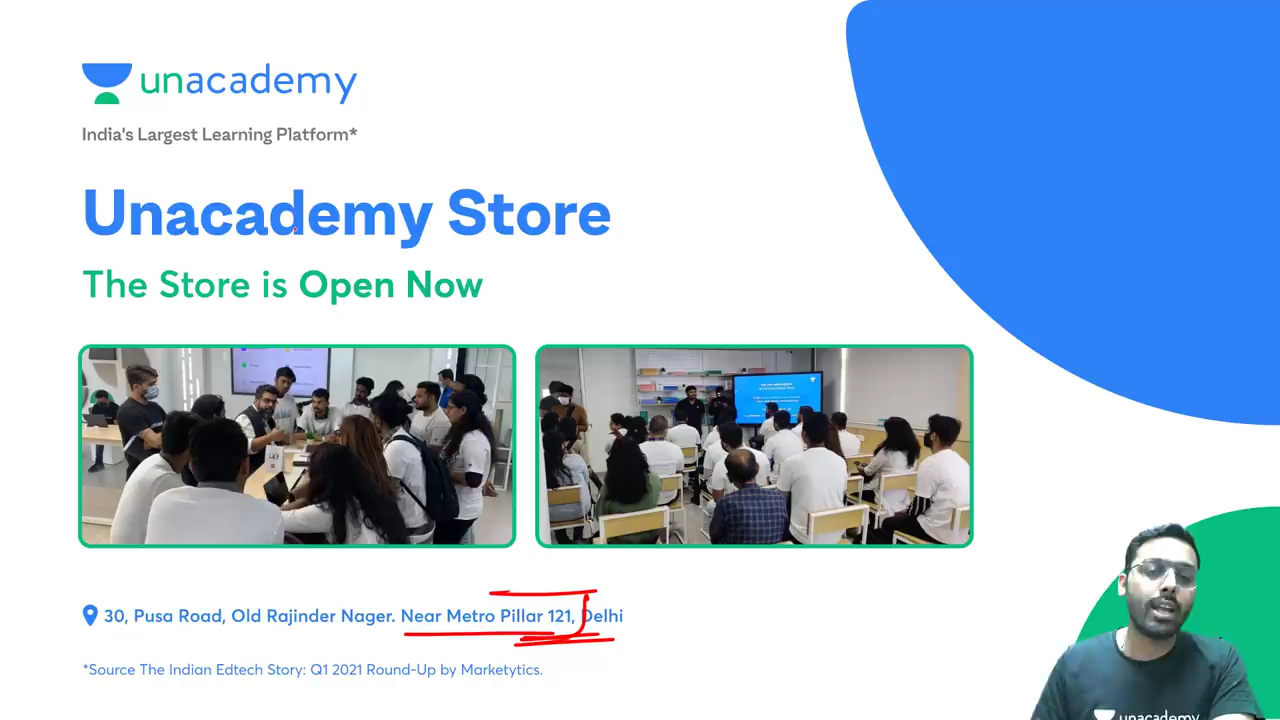 unacademy
India's Largest Learning Platform*
Unacademy Store
The Store is Open Now
30, Pusa Road, Old Rajinder Nager. Near Metro Pillar 121, Delhi
*Source The Indian Edtech Story: Q1 2021 Round-Up by Marketytics.
unacademy